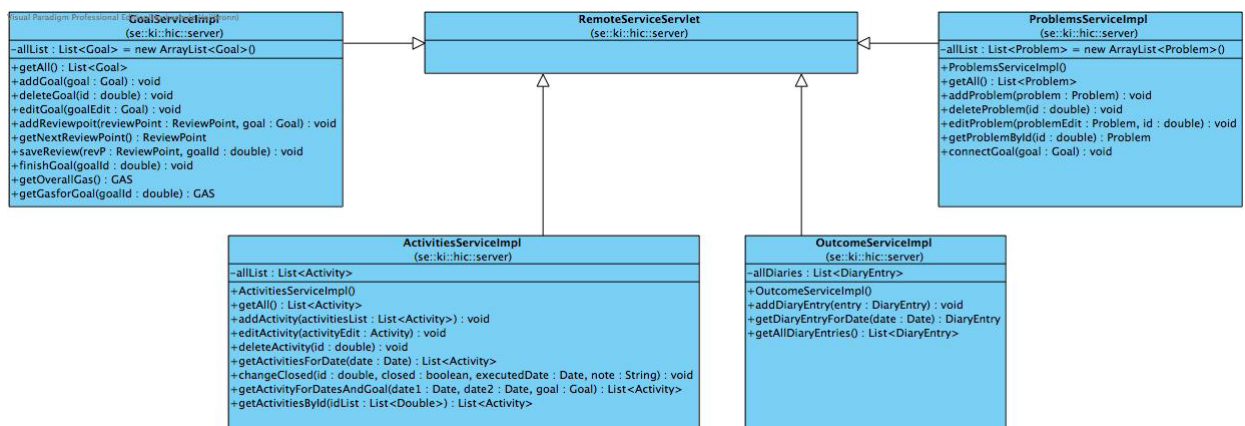 Visual Paradigm Professional
GoalServiceImpl
(se::ki::hic::server)
-allList : List<Goal> = new ArrayList<Goal>()
+getAll() : List<Goal>
+addGoal(goal : Goal) : void
+deleteGoal(id : double) : void
+editGoal(goalEdit : Goal) : void
+addReviewpoit(reviewPoint : ReviewPoint, goal : Goal) : void
+getNextReviewPoint() : ReviewPoint
+saveReview(revP : ReviewPoint, goalId : double) : void
+finishGoal(goalId : double) : void
+getOverallGas() : GAS
+getGasforGoal(goalId : double) : GAS
RemoteServiceServlet
(se::ki::hic::server)
ProblemsServiceImpl
(se::ki::hic::server)
-allList : List<Problem> = new ArrayList<Problem>()
+ProblemsServiceImpl()
+getAll() : List<Problem>
+addProblem(problem : Problem) : void
+deleteProblem(id : double) : void
+editProblem(problemEdit : Problem, id : double) : void
+getProblemById(id : double) : Problem
+connectGoal(goal : Goal) : void
ActivitiesServiceImpl
(se::ki::hic::server)
-allList : List<Activity>
+ActivitiesServiceImpl()
+getAll() : List<Activity>
+addActivity(activitiesList : List<Activity>) : void
+editActivity(activityEdit : Activity) : void
+deleteActivity(id : double) : void
+getActivitiesForDate(date : Date) : List<Activity>
+changeClosed(id : double, closed : boolean, executedDate : Date, note : String) : void
+getActivityForDatesAndGoal(date1 : Date, date2 : Date, goal : Goal) : List<Activity>
+getActivitiesById(idList : List<Double>) : List<Activity>
OutcomeServiceImpl
(se::ki::hic::server)
-allDiaries : List<DiaryEntry>
+OutcomeServiceImpl()
+addDiaryEntry(entry : DiaryEntry) : void
+getDiaryEntryForDate(date : Date) : DiaryEntry
+getAllDiaryEntries() : List<DiaryEntry>